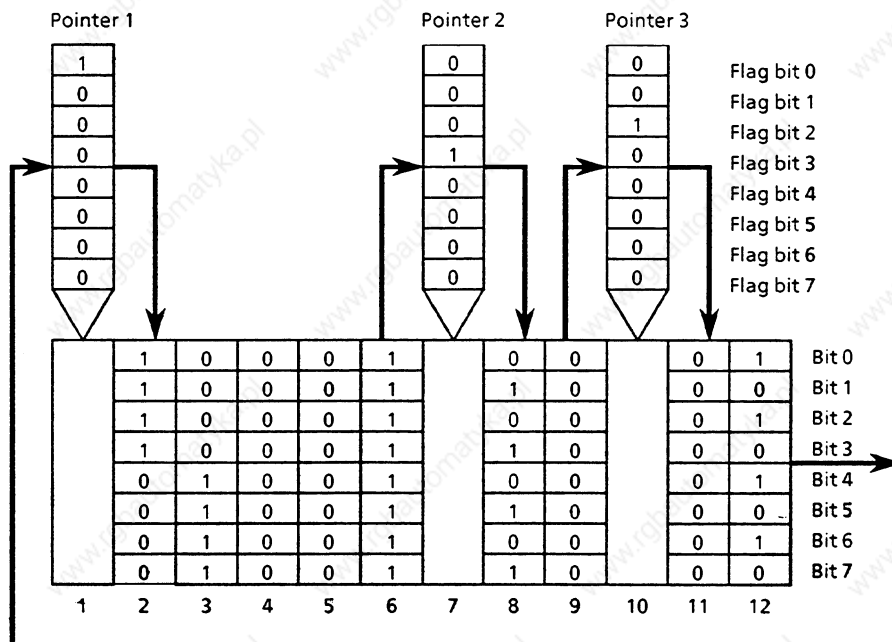 Pointer 1 Pointer 2 Pointer 3
1 0 0 Flag bit 0
0 0 0 Flag bit 1
0 0 1 Flag bit 2
0 1 0 Flag bit 3
0 0 0 Flag bit 4
0 0 0 Flag bit 5
0 0 0 Flag bit 6
0 0 0 Flag bit 7
1 0 0 0 1 0 0 0 1 Bit 0
1 0 0 0 1 1 0 0 0 Bit 1
1 0 0 0 1 0 0 0 1 Bit 2
1 0 0 0 1 1 0 0 0 Bit 3
0 1 0 0 1 0 0 0 1 Bit 4
0 1 0 0 1 1 0 0 0 Bit 5
0 1 0 0 1 0 0 0 1 Bit 6
0 1 0 0 1 1 0 0 0 Bit 7
1 2 3 4 5 6 7 8 9 10 11 12
www.rgbautomatyka.pl